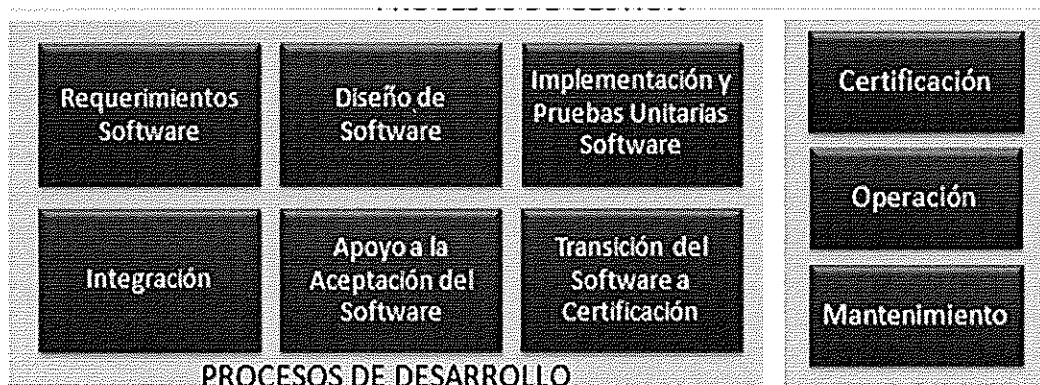 Requerimientos
Software
Diseño de
Software
Implementación y
Pruebas Unitarias
Software
Integración
Apoyo a la
Aceptación del
Software
Transición del
Software a
Certificación
PROCESOS DE DESARROLLO
Certificación
Operación
Mantenimiento